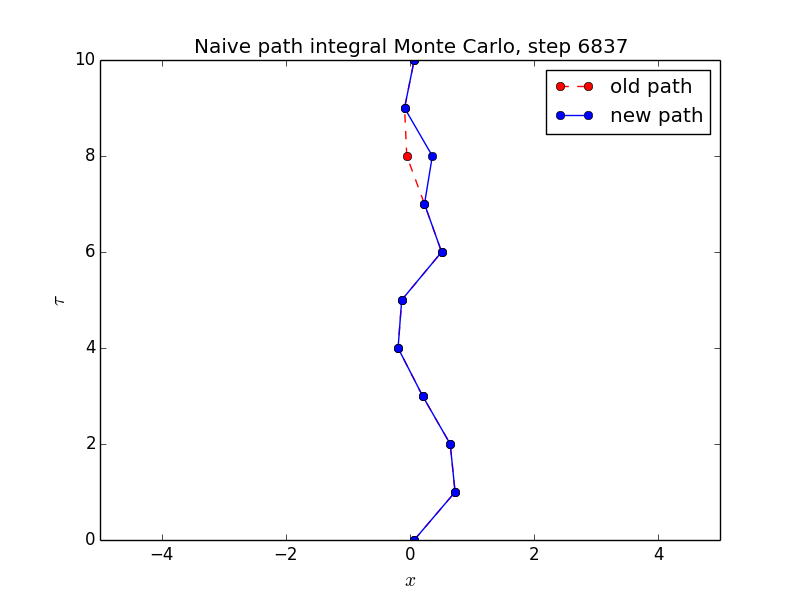 Naive path integral Monte Carlo, step 6837
old path
new path
10
8
6
4
2
0
τ
−4 −2 0 2 4
x